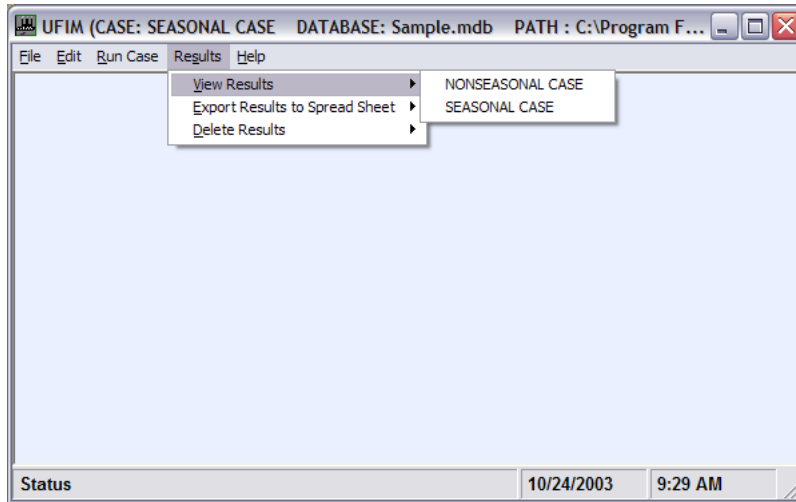 UFIM (CASE: SEASONAL CASE DATABASE: Sample.mdb PATH : C:\Program F...
File Edit Run Case Results Help
View Results
NONSEASONAL CASE
Export Results to Spread Sheet
SEASONAL CASE
Delete Results
Status 10/24/2003 9:29 AM